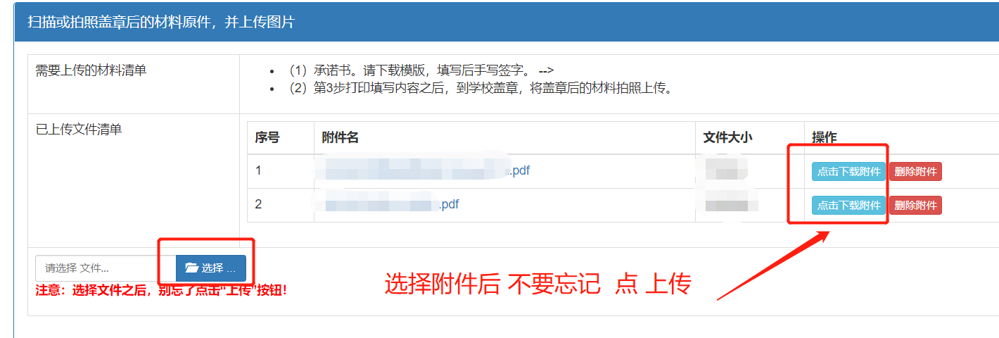 扫描或拍照盖章后的材料原件，并上传图片
需要上传的材料清单
（1）承诺书。请下载模版，填写后手写签字。 -->
（2）第3步打印填写内容之后，到学校盖章，将盖章后的材料拍照上传。
已上传文件清单
序号 附件名 文件大小 操作
1 .pdf 点击下载附件 删除附件
2 .pdf 点击下载附件 删除附件
请选择 文件... 选择 ...
注意：选择文件之后，别忘了点击“上传”按钮！
选择附件后 不要忘记 点 上传